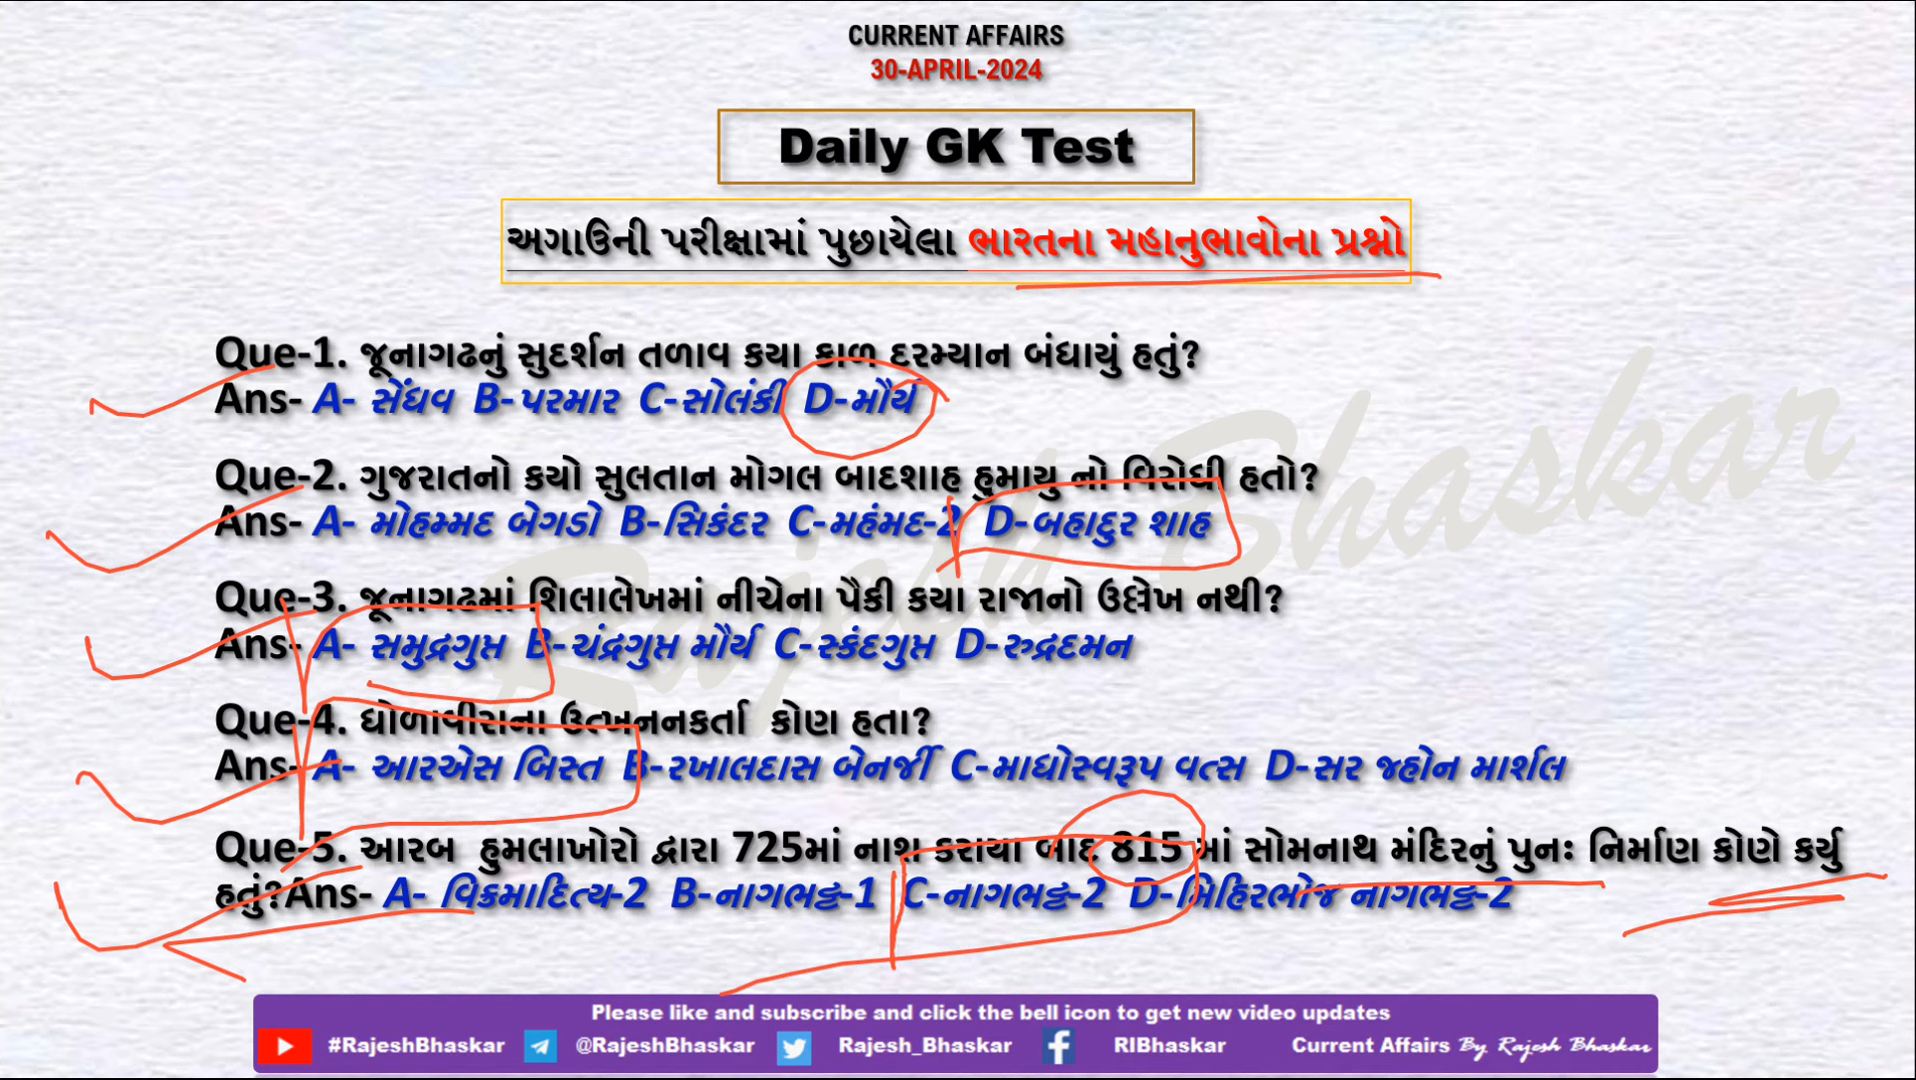 CURRENT AFFAIRS
30-APRIL-2024
Daily GK Test
અગાઉની પરીક્ષામાં પુછાયેલા ભારતના મહાનુભાવોના પ્રશ્નો
Que-1. જૂનાગઢનું સુદર્શન તળાવ કયા કાળ દરમ્યાન બંધાયું હતું?
Ans- A- સેંધવ B-પરમાર C-સોલંકી D-મૌર્ય
Que-2. ગુજરાતનો કયો સુલતાન મોગલ બાદશાહ હુમાયુ નો વિરોધી હતો?
Ans- A- મોહમ્મદ બેગડો B-સિકંદર C-મહંમદ-2 D-બહાદુર શાહ
Que-3. જૂનાગઢમાં શિલાલેખમાં નીચેના પૈકી કયા રાજાનો ઉલ્લેખ નથી?
Ans- A- સમુદ્રગુપ્ત B-ચંદ્રગુપ્ત મૌર્ય C-સ્કંદગુપ્ત D-રુદ્રદમન
Que-4. ધોળાવીરાના ઉત્ખનનકર્તા કોણ હતા?
Ans- A- આરએસ બિસ્ત B-રખાલદાસ બેનર્જી C-માધોસ્વરૂપ વત્સ D-સર જ્હોન માર્શલ
Que-5. આરબ હુમલાખોરો દ્વારા 725માં નાશ કરાયા બાદ 815 માં સોમનાથ મંદિરનું પુનઃ નિર્માણ કોણે કર્યુ
હતું?Ans- A- વિક્રમાદિત્ય-2 B-નાગભટ્ટ-1 C-નાગભટ્ટ-2 D-મિહિરભોજ નાગભટ્ટ-2
Rajesh Bhaskar
Please like and subscribe and click the bell icon to get new video updates
#RajeshBhaskar @RajeshBhaskar Rajesh_Bhaskar RIBhaskar Current Affairs By Rajesh Bhaskar